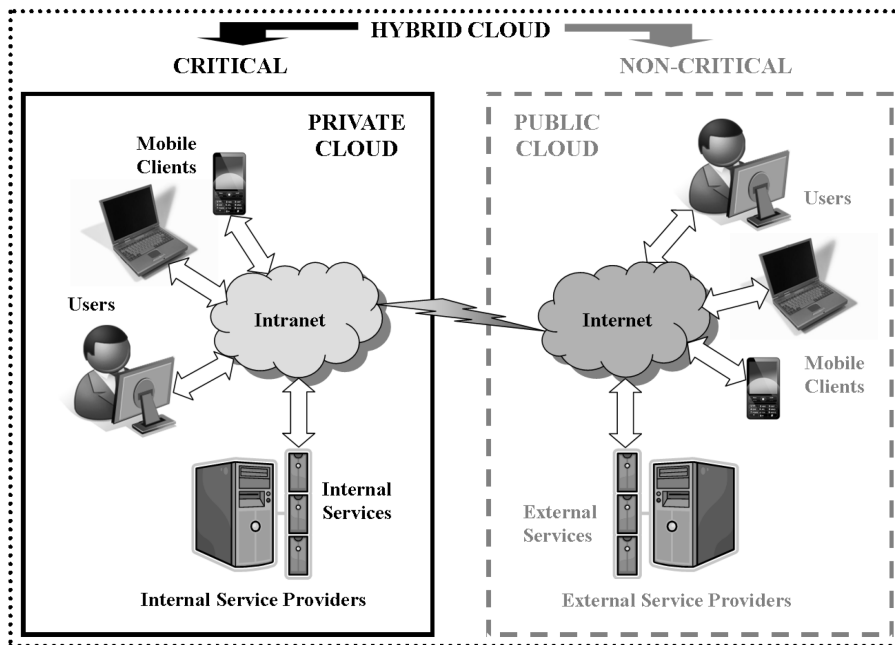 HYBRID CLOUD
CRITICAL
NON-CRITICAL
PRIVATE
CLOUD
Mobile
Clients
Users
Intranet
Internal
Services
Internal Service Providers
PUBLIC
CLOUD
Users
Internet
Mobile
Clients
External
Services
External Service Providers